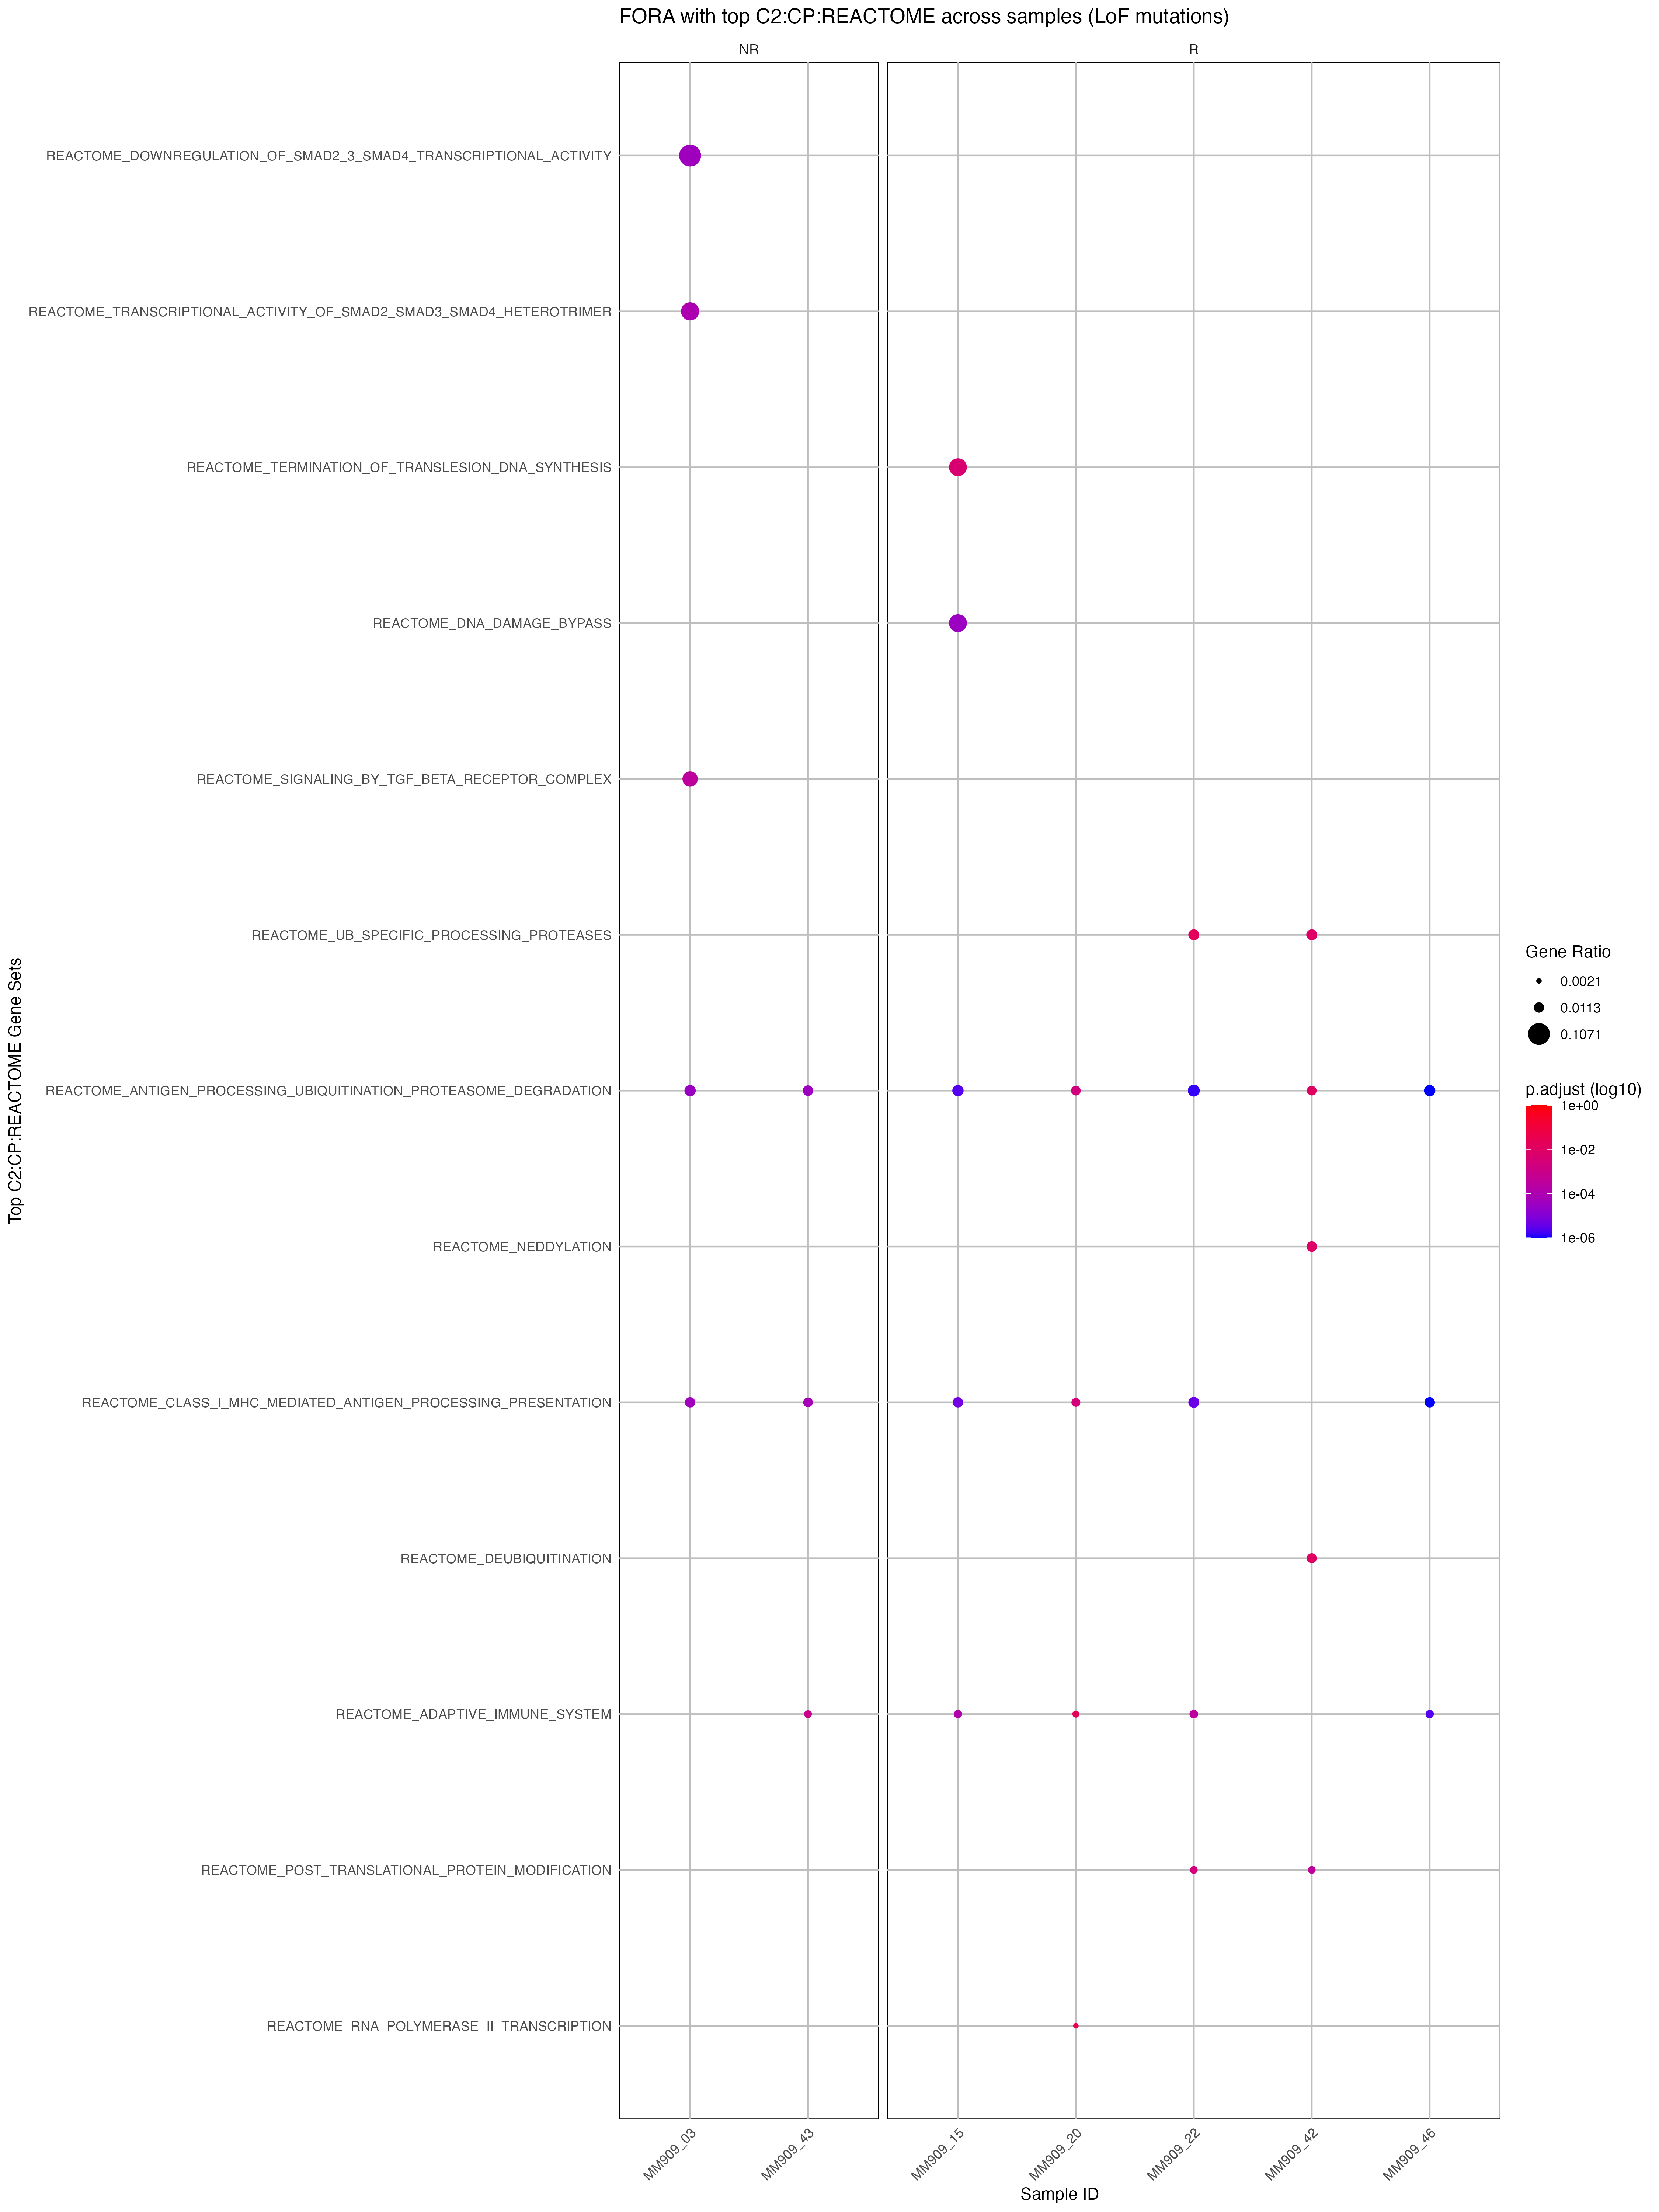 FORA with top C2:CP:REACTOME across samples (LoF mutations)
NR
R
REACTOME_DOWNREGULATION_OF_SMAD2_3_SMAD4_TRANSCRIPTIONAL_ACTIVITY
REACTOME_TRANSCRIPTIONAL_ACTIVITY_OF_SMAD2_SMAD3_SMAD4_HETEROTRIMER
REACTOME_TERMINATION_OF_TRANSLESION_DNA_SYNTHESIS
REACTOME_DNA_DAMAGE_BYPASS
REACTOME_SIGNALING_BY_TGF_BETA_RECEPTOR_COMPLEX
REACTOME_UB_SPECIFIC_PROCESSING_PROTEASES
REACTOME_ANTIGEN_PROCESSING_UBIQUITINATION_PROTEASOME_DEGRADATION
REACTOME_NEDDYLATION
REACTOME_CLASS_I_MHC_MEDIATED_ANTIGEN_PROCESSING_PRESENTATION
REACTOME_DEUBIQUITINATION
REACTOME_ADAPTIVE_IMMUNE_SYSTEM
REACTOME_POST_TRANSLATIONAL_PROTEIN_MODIFICATION
REACTOME_RNA_POLYMERASE_II_TRANSCRIPTION
Top C2:CP:REACTOME Gene Sets
MM909_03
MM909_43
MM909_15
MM909_20
MM909_22
MM909_42
MM909_46
Sample ID
Gene Ratio
0.0021
0.0113
0.1071
p.adjust (log10)
1e+00
1e-02
1e-04
1e-06